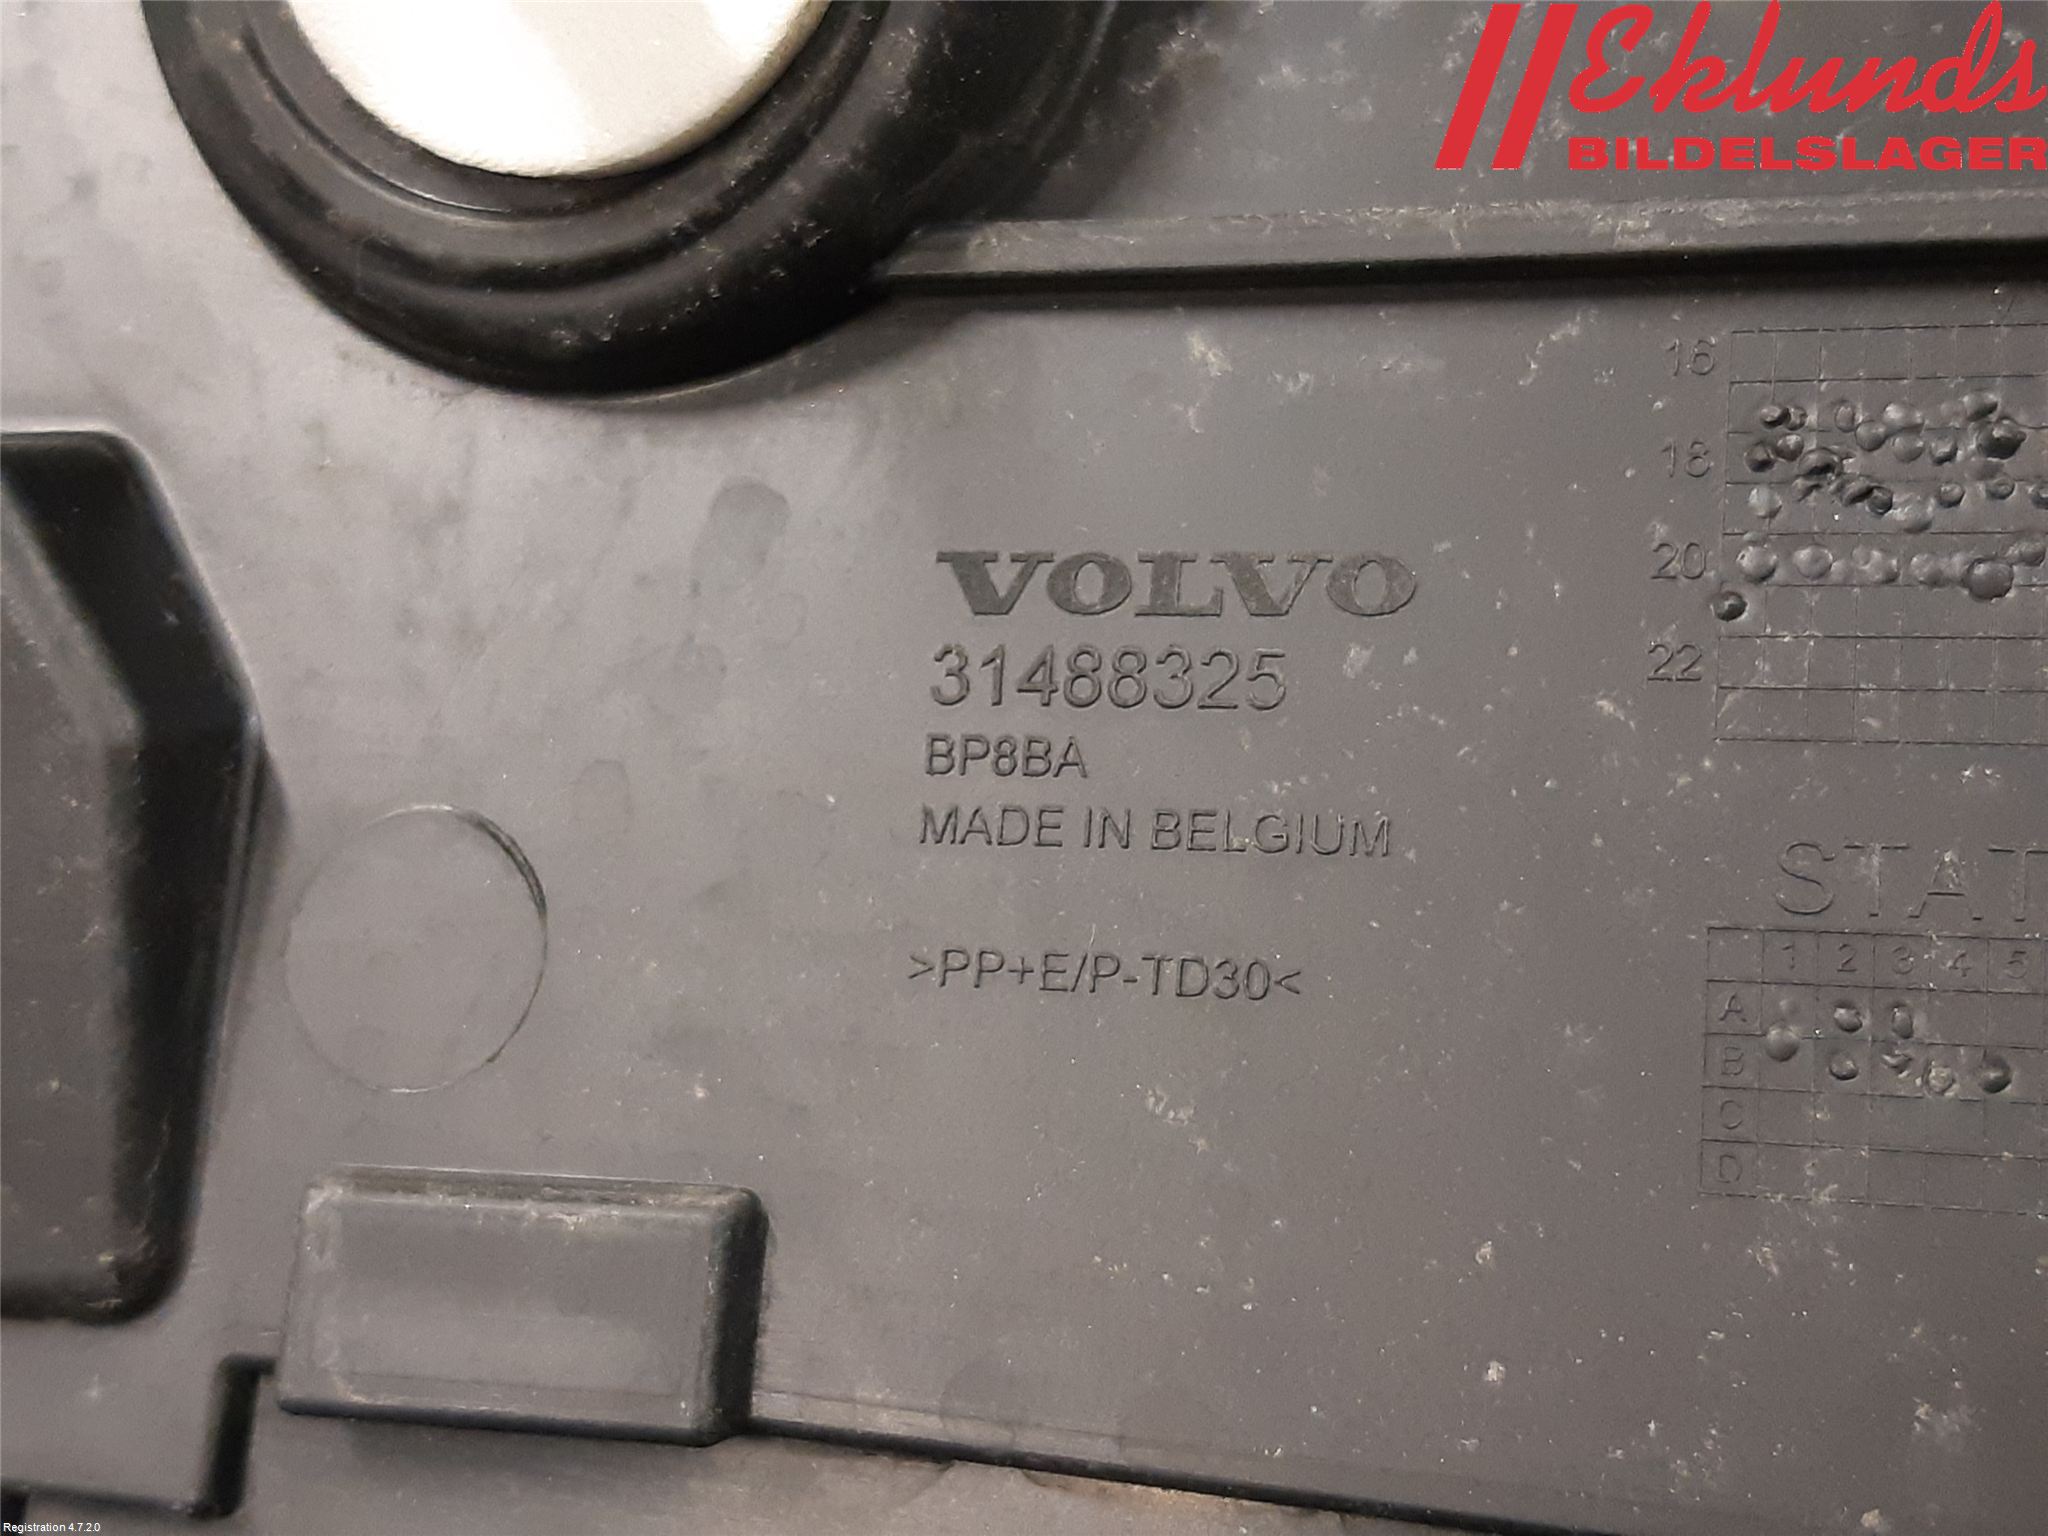 Eklunds
BILDELSLAGER
16
18
20
22
VOLVO
31488325
BP8BA
MADE IN BELGIUM
>PP+E/P-TD30<
STAT
1 2 3 4 5
A
B
C
D
Registration 4.7.2.0